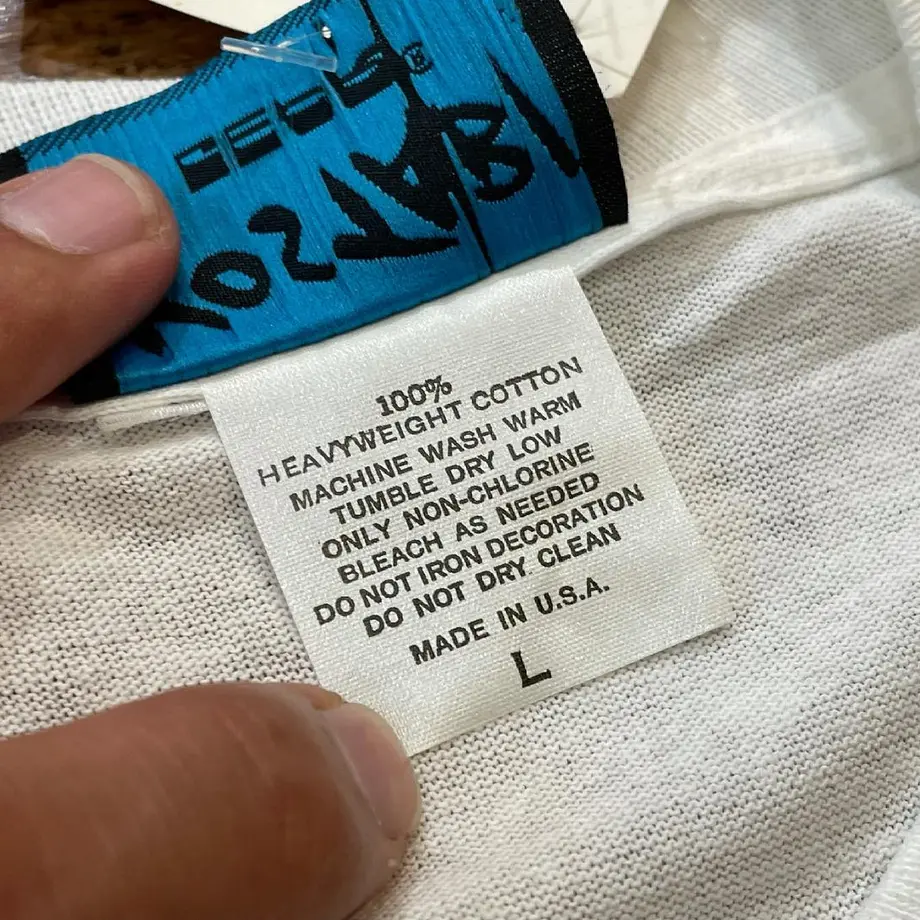 100%
HEAVYWEIGHT COTTON
MACHINE WASH WARM
TUMBLE DRY LOW
ONLY NON-CHLORINE
BLEACH AS NEEDED
DO NOT IRON DECORATION
DO NOT DRY CLEAN
MADE IN U.S.A.
L